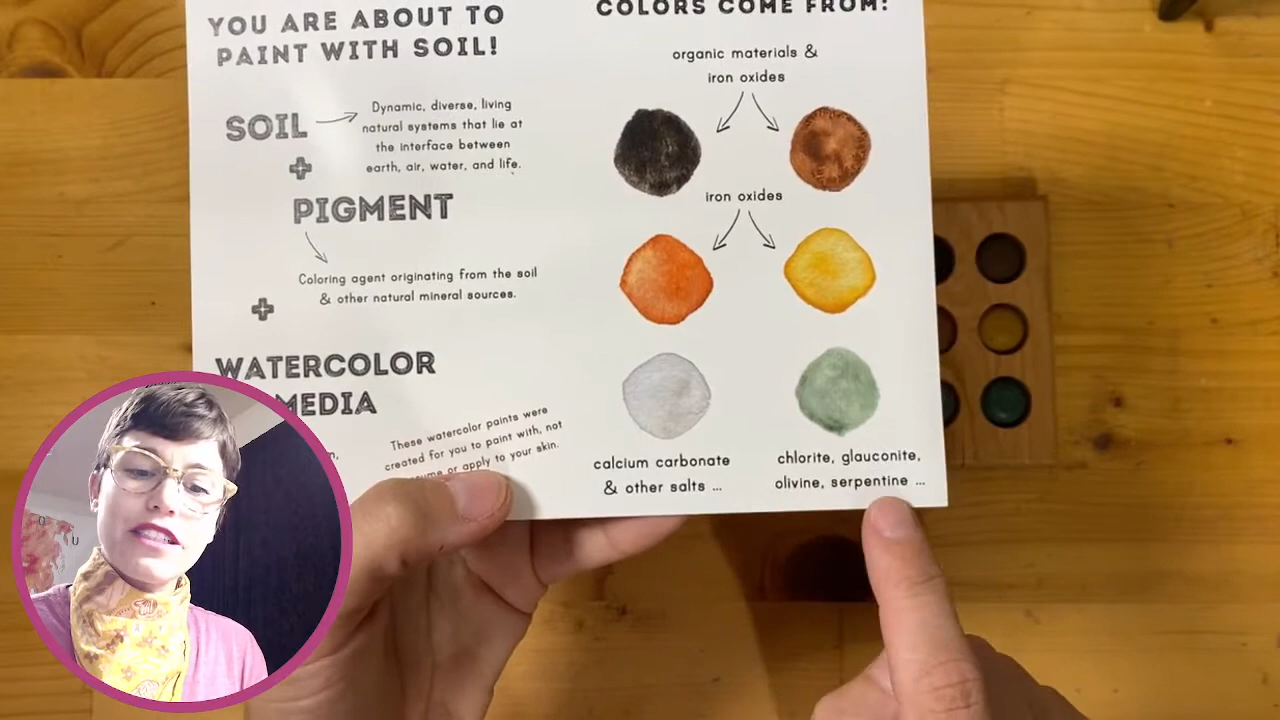 YOU ARE ABOUT TO
PAINT WITH SOIL!
SOIL
Dynamic, diverse, living
natural systems that lie at
the interface between
earth, air, water, and life.
PIGMENT
Coloring agent originating from the soil
& other natural mineral sources.
WATERCOLOR
MEDIA
These watercolor paints were
created for you to paint with, not
or apply to your skin.
COLORS COME FROM:
organic materials &
iron oxides
iron oxides
calcium carbonate
& other salts ...
chlorite, glauconite,
olivine, serpentine ...